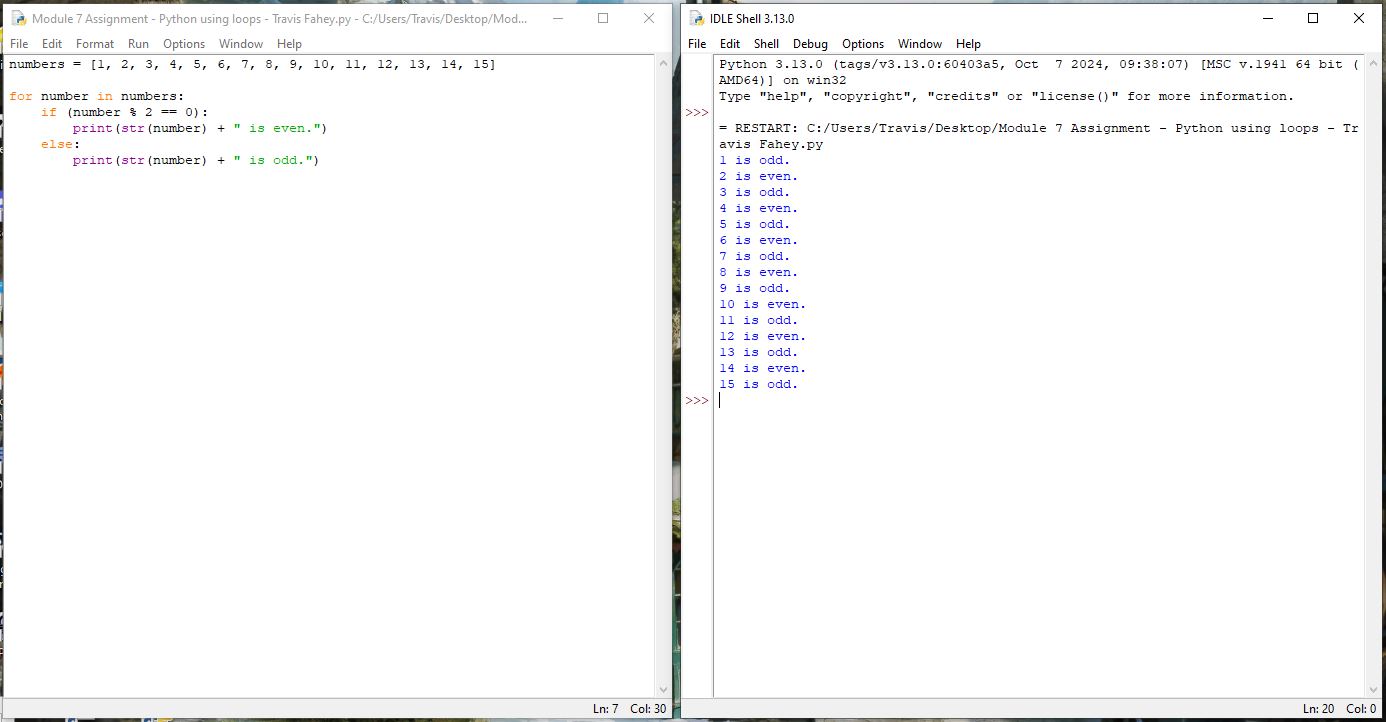 Module 7 Assignment - Python using loops - Travis Fahey.py - C:/Users/Travis/Desktop/Mod...
File Edit Format Run Options Window Help
numbers = [1, 2, 3, 4, 5, 6, 7, 8, 9, 10, 11, 12, 13, 14, 15]
for number in numbers:
    if (number % 2 == 0):
        print(str(number) + " is even.")
    else:
        print(str(number) + " is odd.")
Ln: 7 Col: 30
IDLE Shell 3.13.0
File Edit Shell Debug Options Window Help
Python 3.13.0 (tags/v3.13.0:60403a5, Oct  7 2024, 09:38:07) [MSC v.1941 64 bit (
AMD64)] on win32
Type "help", "copyright", "credits" or "license()" for more information.
>>>
= RESTART: C:/Users/Travis/Desktop/Module 7 Assignment - Python using loops - Tr
avis Fahey.py
1 is odd.
2 is even.
3 is odd.
4 is even.
5 is odd.
6 is even.
7 is odd.
8 is even.
9 is odd.
10 is even.
11 is odd.
12 is even.
13 is odd.
14 is even.
15 is odd.
>>>
Ln: 20 Col: 0